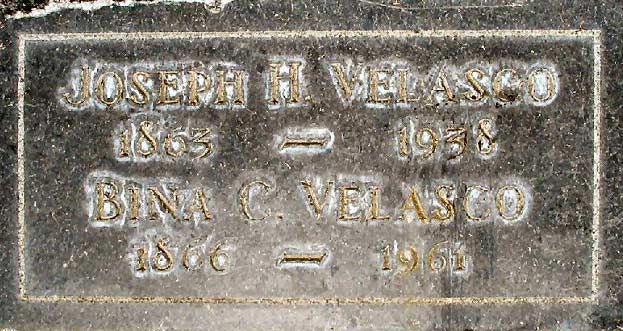 JOSEPH H. VELASCO
1863 — 1938
BINA C. VELASCO
1866 — 1961